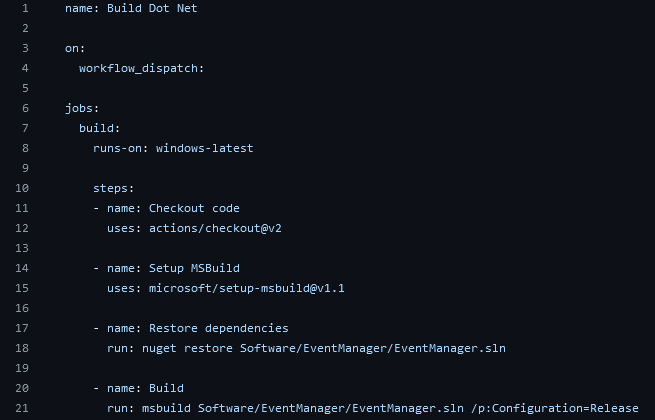 1 name: Build Dot Net
2
3 on:
4 workflow_dispatch:
5
6 jobs:
7 build:
8 runs-on: windows-latest
9
10 steps:
11 - name: Checkout code
12 uses: actions/checkout@v2
13
14 - name: Setup MSBuild
15 uses: microsoft/setup-msbuild@v1.1
16
17 - name: Restore dependencies
18 run: nuget restore Software/EventManager/EventManager.sln
19
20 - name: Build
21 run: msbuild Software/EventManager/EventManager.sln /p:Configuration=Release